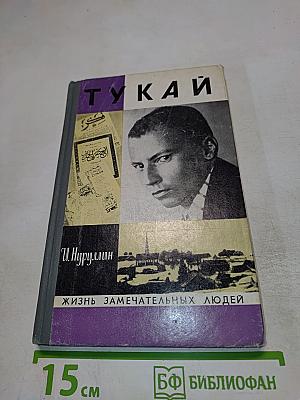 ТУКАЙ
И. Нуруллин
ЖИЗНЬ ЗАМЕЧАТЕЛЬНЫХ ЛЮДЕЙ
15 см
БФ БИБЛИОФАН